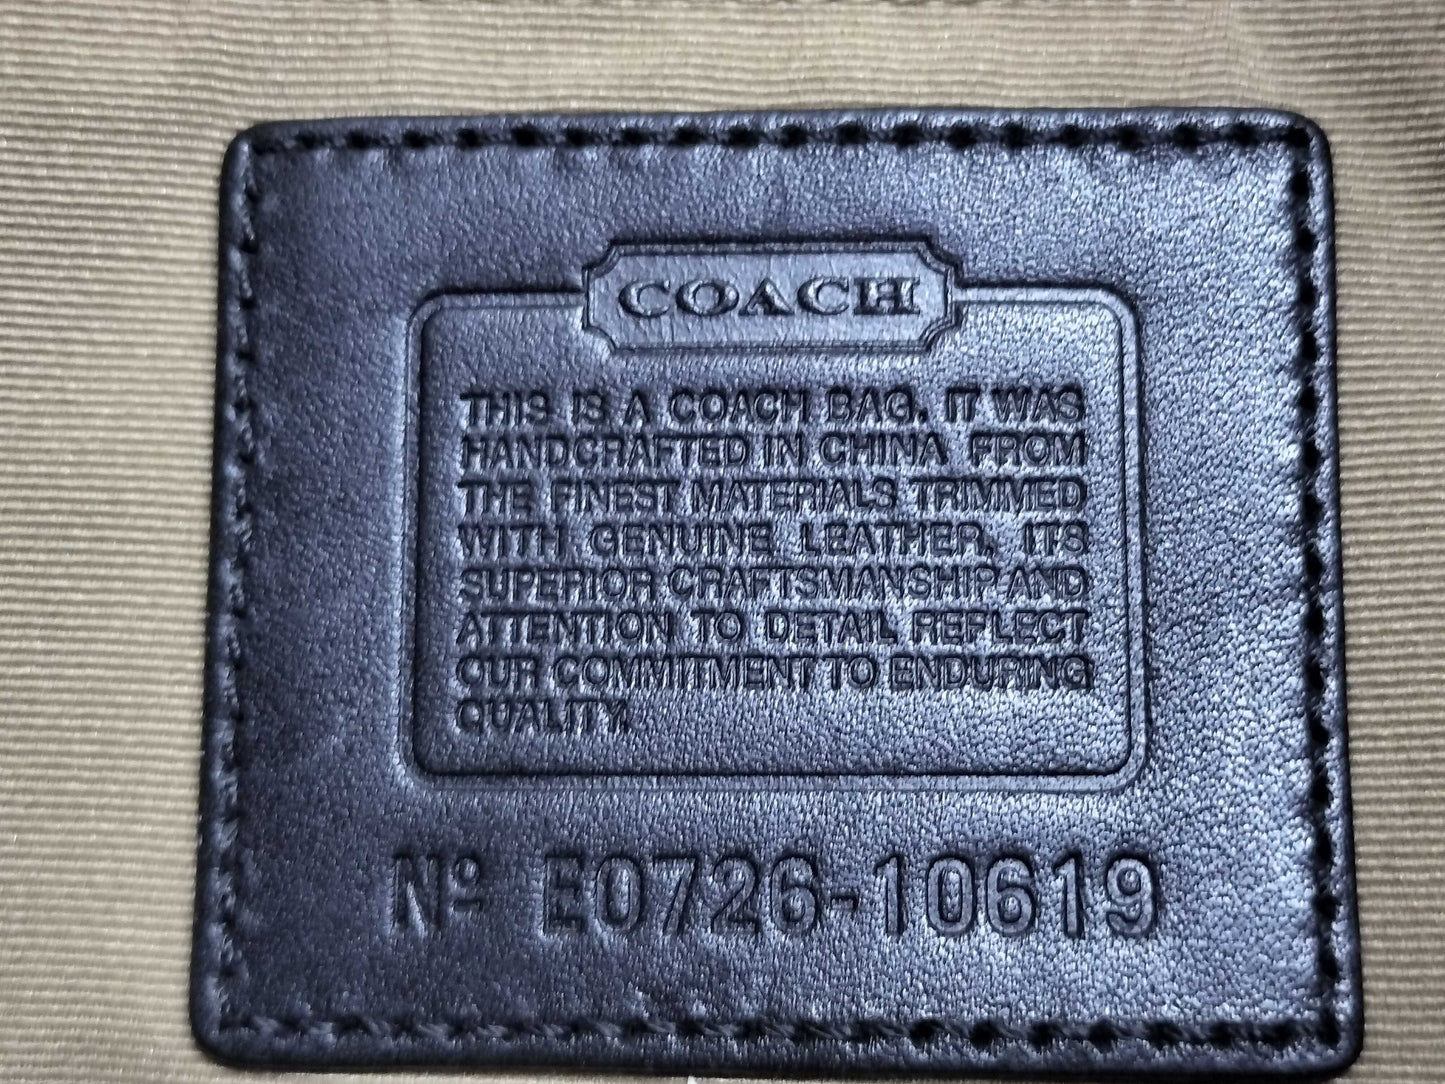 COACH
THIS IS A COACH BAG. IT WAS
HANDCRAFTED IN CHINA FROM
THE FINEST MATERIALS TRIMMED
WITH GENUINE LEATHER. ITS
SUPERIOR CRAFTSMANSHIP AND
ATTENTION TO DETAIL REFLECT
OUR COMMITMENT TO ENDURING
QUALITY.
Nº E0726-10619